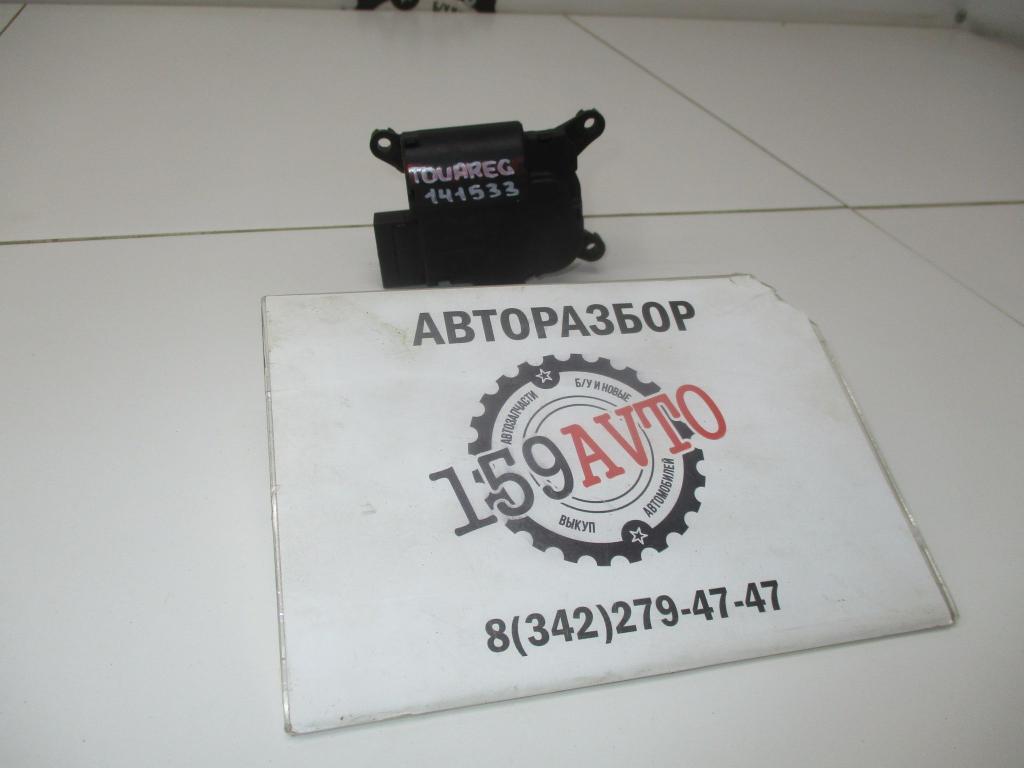 TOUAREG
141533
АВТОРАЗБОР
АВТОЗАПЧАСТИ
Б/У И НОВЫЕ
159AVTO
ВЫКУП
АВТОМОБИЛЕЙ
8(342)279-47-47